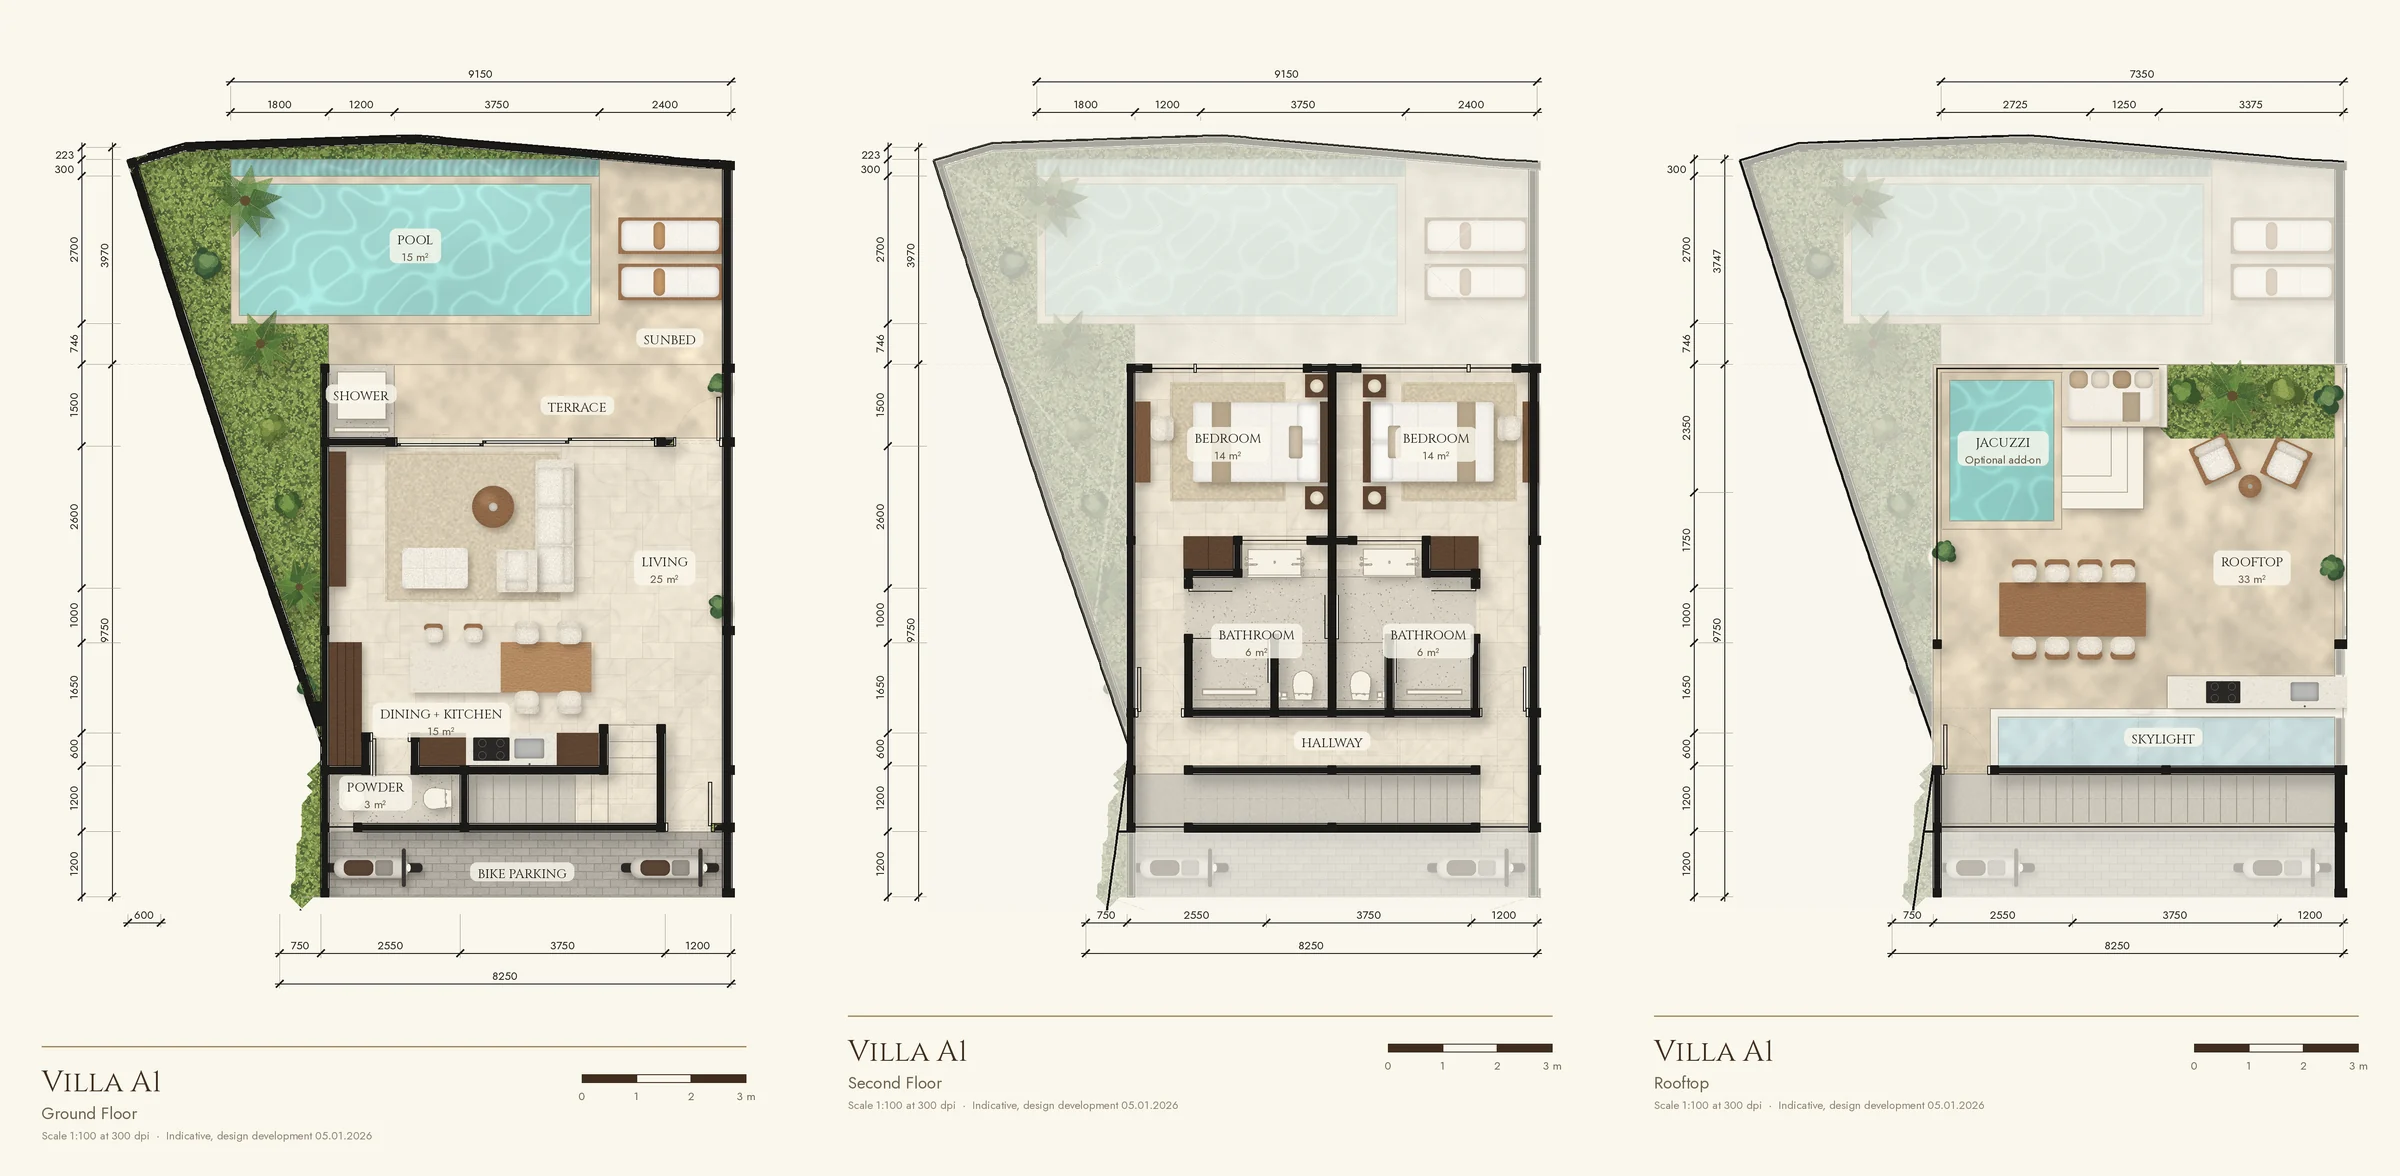 9150
1800 1200 3750 2400
223
300
2700
3970
746
1500
2600
1000
9750
1650
600
1200
1200
POOL
15 m²
SUNBED
SHOWER
TERRACE
LIVING
25 m²
DINING + KITCHEN
15 m²
POWDER
3 m²
BIKE PARKING
600
750 2550 3750 1200
8250
VILLA A1
Ground Floor
Scale 1:100 at 300 dpi · Indicative, design development 05.01.2026
0 1 2 3 m
9150
1800 1200 3750 2400
223
300
2700
3970
746
1500
2600
1000
9750
1650
600
1200
1200
BEDROOM
14 m²
BEDROOM
14 m²
BATHROOM
6 m²
BATHROOM
6 m²
HALLWAY
750 2550 3750 1200
8250
VILLA A1
Second Floor
Scale 1:100 at 300 dpi · Indicative, design development 05.01.2026
0 1 2 3 m
7350
2725 1250 3375
300
2700
3747
746
2350
1750
1000
9750
1650
600
1200
1200
JACUZZI
Optional add-on
ROOFTOP
33 m²
SKYLIGHT
750 2550 3750 1200
8250
VILLA A1
Rooftop
Scale 1:100 at 300 dpi · Indicative, design development 05.01.2026
0 1 2 3 m